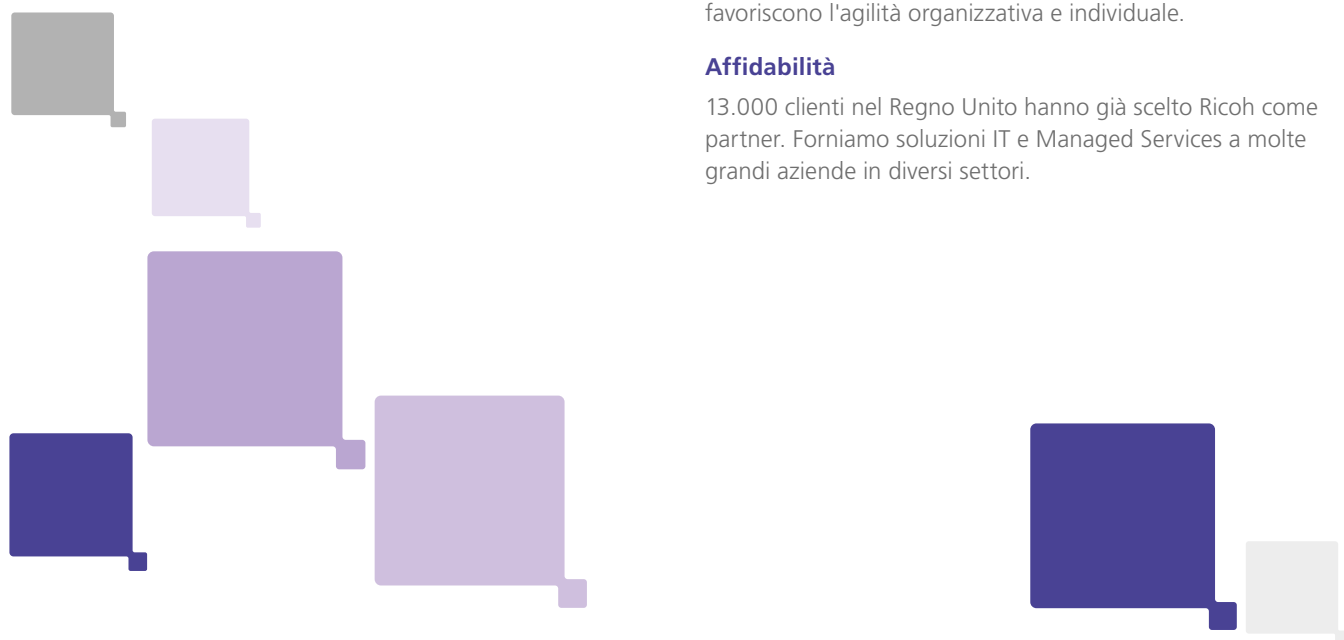 favoriscono l'agilità organizzativa e individuale.
Affidabilità
13.000 clienti nel Regno Unito hanno già scelto Ricoh come
partner. Forniamo soluzioni IT e Managed Services a molte
grandi aziende in diversi settori.